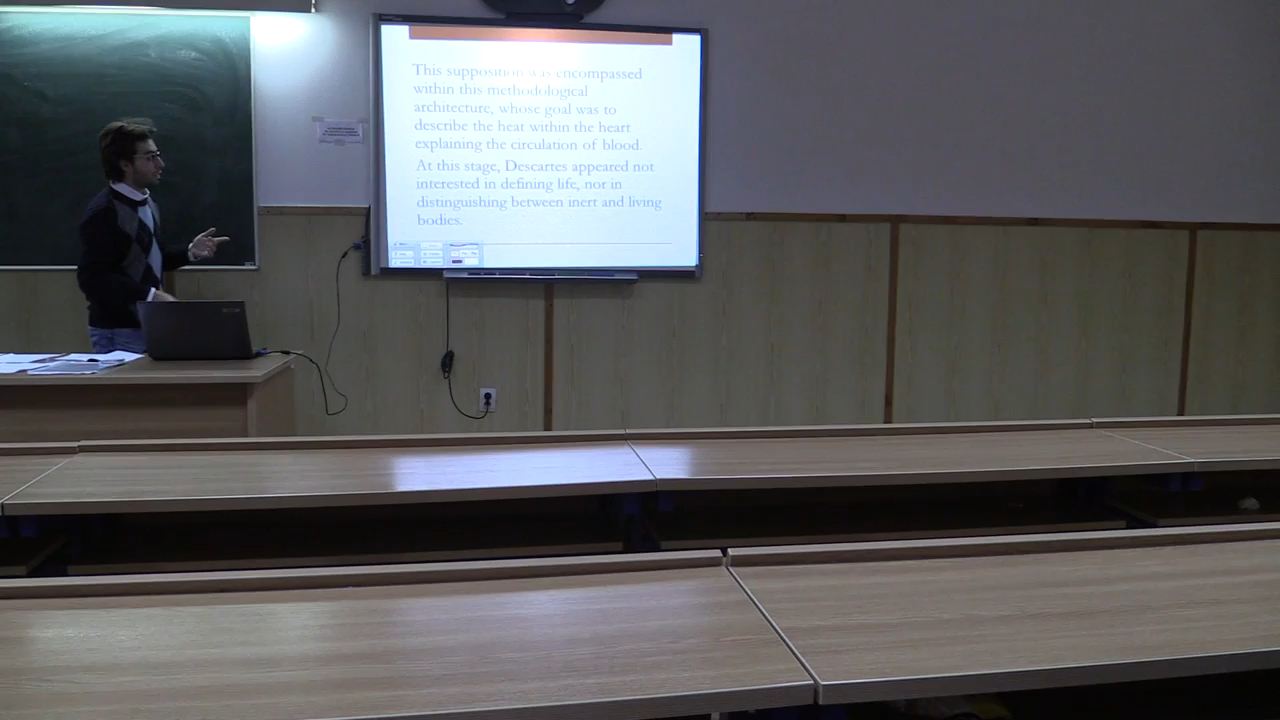 This supposition was encompassed
within this methodological
architecture, whose goal was to
describe the heat within the heart
explaining the circulation of blood.
At this stage, Descartes appeared not
interested in defining life, nor in
distinguishing between inert and living
bodies.